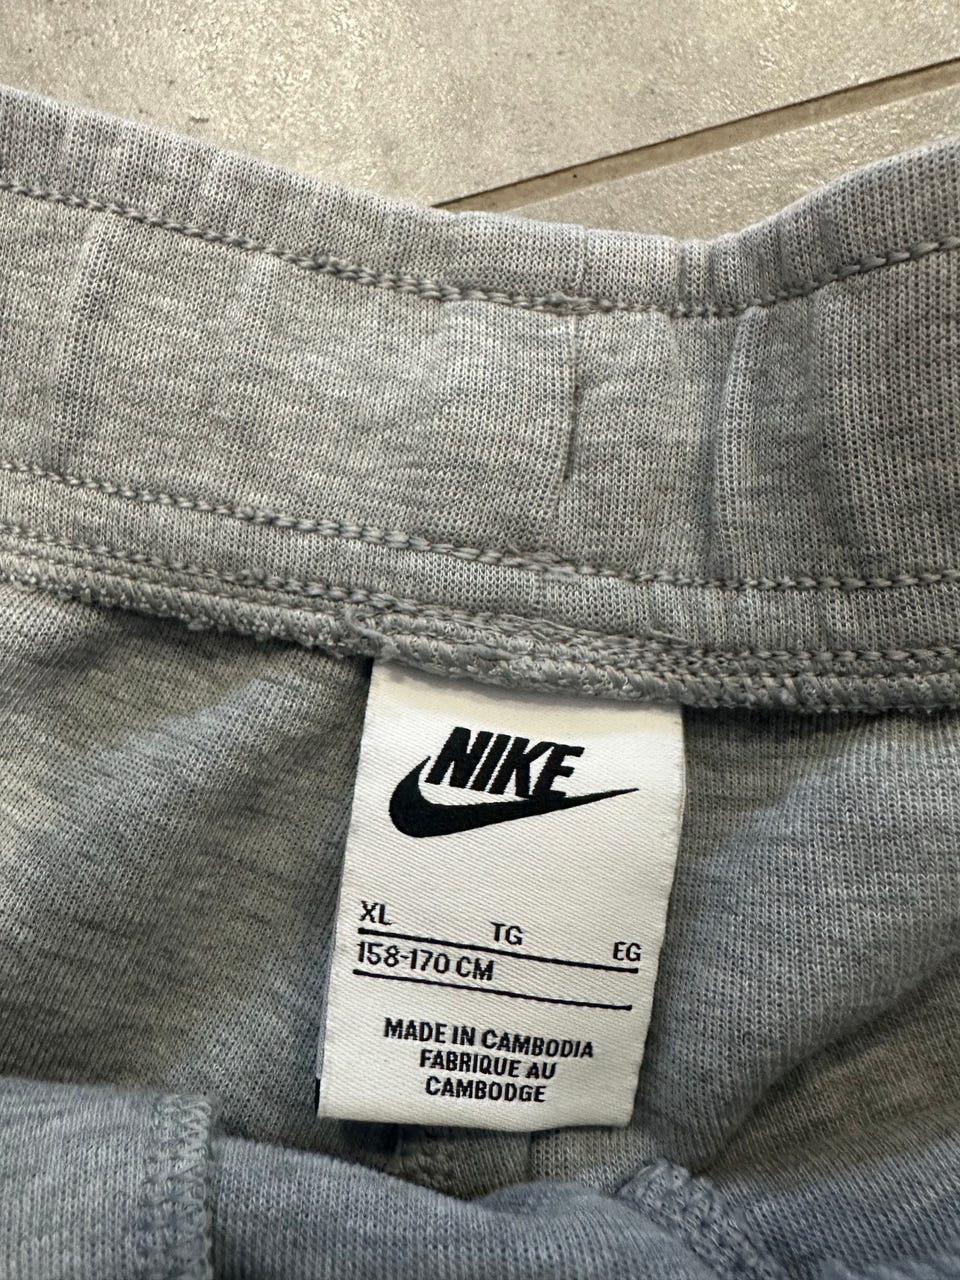 NIKE
XL TG EG
158-170 CM
MADE IN CAMBODIA
FABRIQUE AU
CAMBODGE